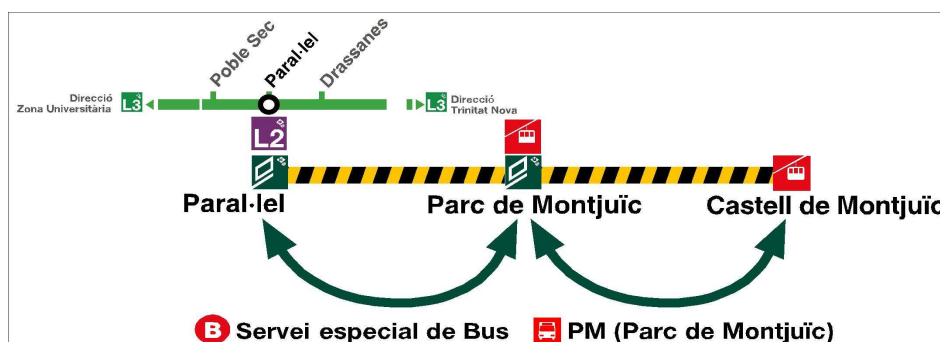 Poble Sec
Paral·lel
Drassanes
Direcció
Zona Universitària
L3
L3
Direcció
Trinitat Nova
L2
Paral·lel
Parc de Montjuïc
Castell de Montjuïc
B Servei especial de Bus
PM (Parc de Montjuïc)